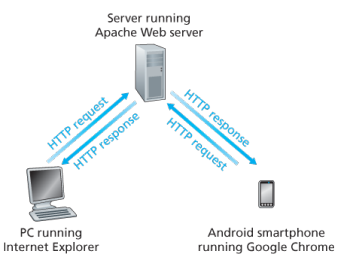 Server running
Apache Web server
HTTP request
HTTP response
HTTP response
HTTP request
PC running
Internet Explorer
Android smartphone
running Google Chrome